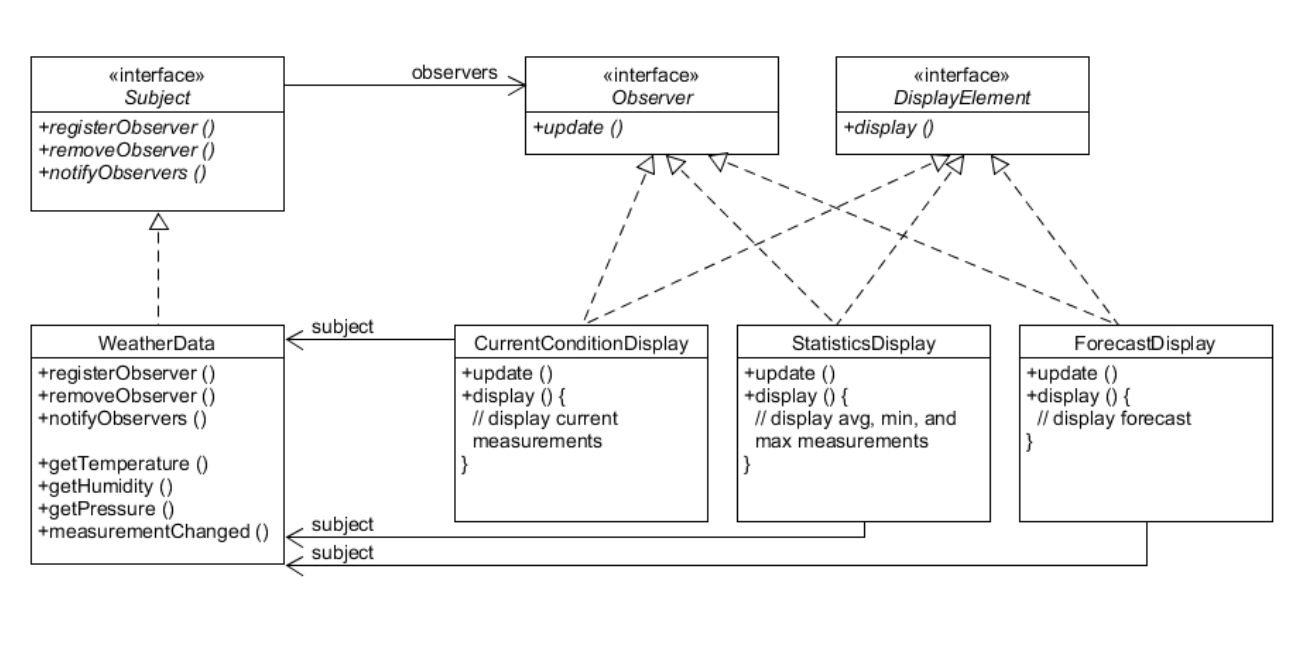 «interface»
Subject
+registerObserver ()
+removeObserver ()
+notifyObservers ()
observers
«interface»
Observer
+update ()
«interface»
DisplayElement
+display ()
WeatherData
+registerObserver ()
+removeObserver ()
+notifyObservers ()
+getTemperature ()
+getHumidity ()
+getPressure ()
+measurementChanged ()
subject
CurrentConditionDisplay
+update ()
+display () {
// display current
measurements
}
StatisticsDisplay
+update ()
+display () {
// display avg, min, and
max measurements
}
ForecastDisplay
+update ()
+display () {
// display forecast
}
subject
subject